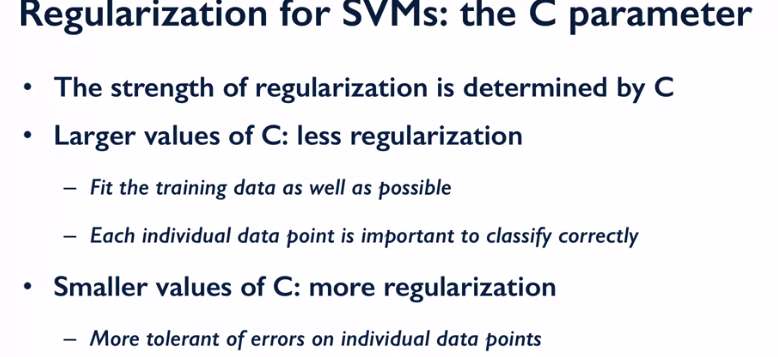 Regularization for SVMs: the C parameter
• The strength of regularization is determined by C
• Larger values of C: less regularization
– Fit the training data as well as possible
– Each individual data point is important to classify correctly
• Smaller values of C: more regularization
– More tolerant of errors on individual data points